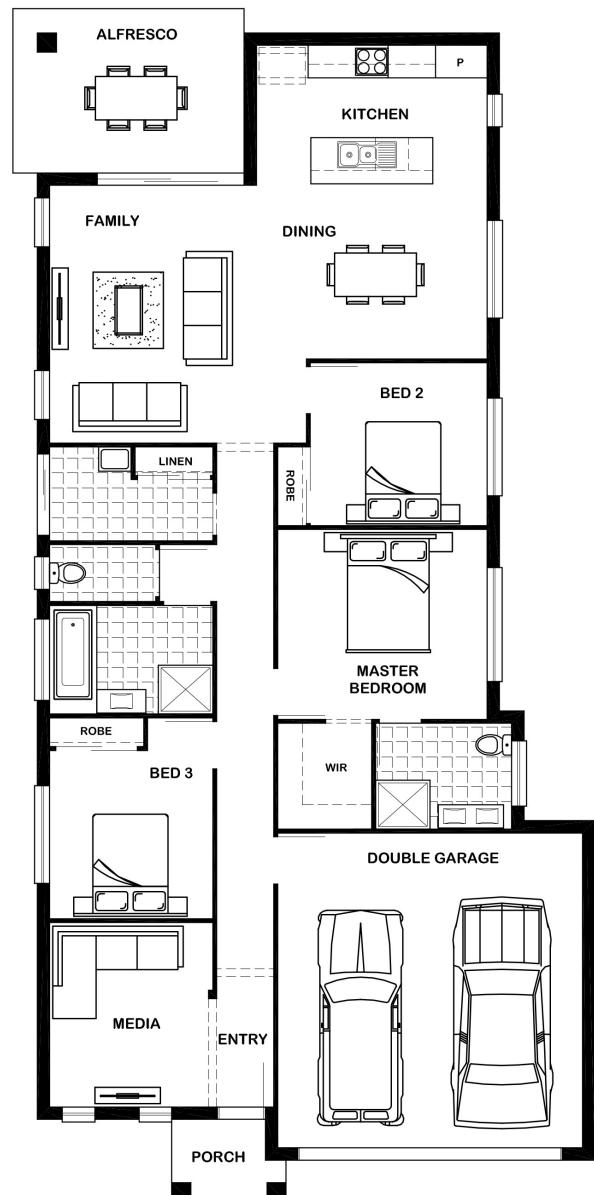 ALFRESCO
P
KITCHEN
FAMILY
DINING
BED 2
LINEN
ROBE
MASTER
BEDROOM
ROBE
WIR
BED 3
DOUBLE GARAGE
MEDIA
ENTRY
PORCH